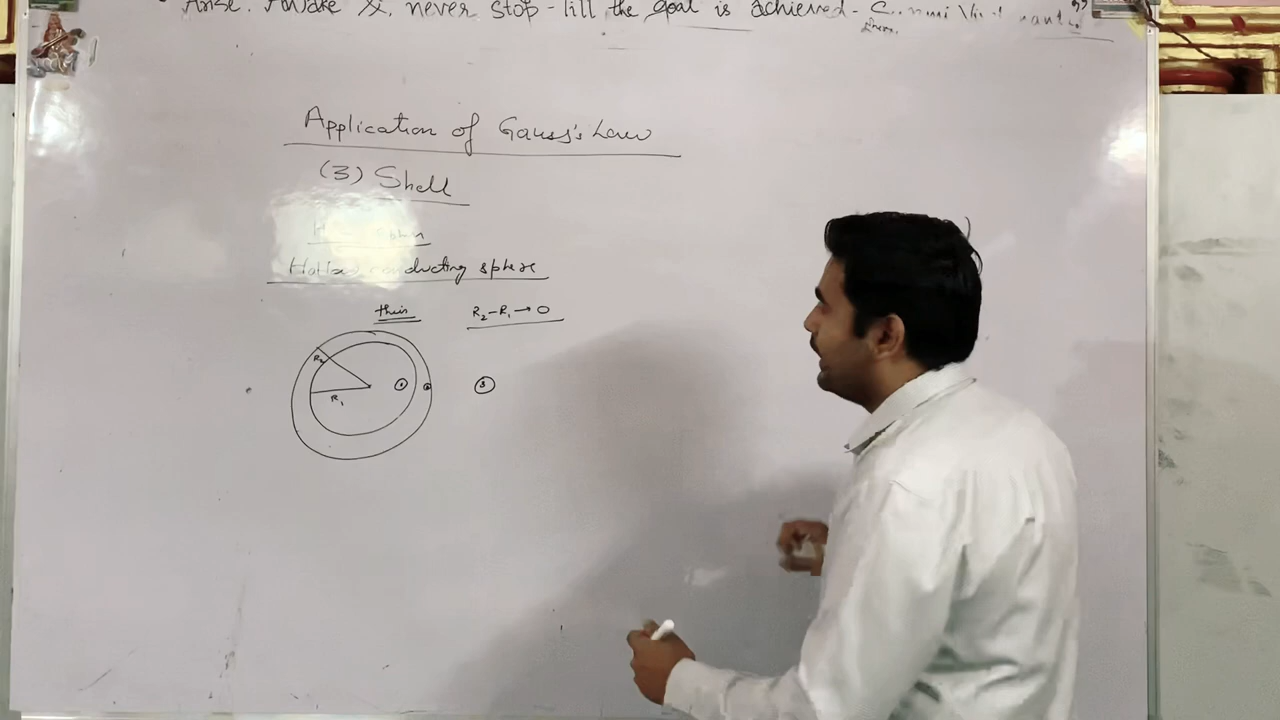 Arise. Awake & never stop till the Goal is achieved-
Application of Gauss's Law
(3) Shell
Hollow conducting sphere
thin R₂-R₁→0
R₂
1 2 3
R₁